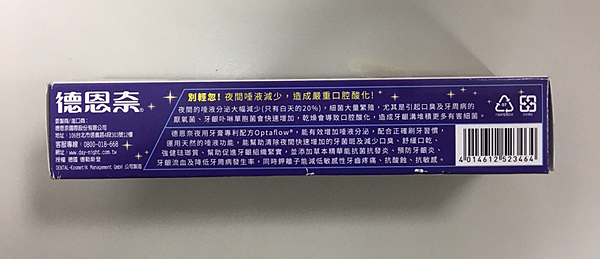 德恩奈®
別輕忽！夜間唾液減少，造成嚴重口腔酸化！
夜間的唾液分泌大幅減少(只有白天的20%)，細菌大量繁殖，尤其是引起口臭及牙周病的
厭氧菌、牙齦卟啉單胞菌會快速增加，乾燥會導致口腔酸化，造成牙齦溝堆積更多有害細菌。
德恩奈夜用牙膏專利配方Optaflow®，能有效增加唾液分泌，配合正確刷牙習慣，
運用天然的唾液功能，能幫助清除夜間快速增加的牙菌斑及減少口臭、舒緩口乾、
強健琺瑯質、幫助促進牙齦組織緊實，並添加草本精華能抗菌抗發炎、預防牙齦炎、
牙齦流血及降低牙周病發生率，同時鉀離子能減低敏感性牙齒疼痛、抗酸蝕、抗敏感。
德恩奈國際股份有限公司
客服專線：0800-018-668
網址：www.day-night.com.tw
授權 德國 德勒斯登
DENTAL-Kosmetik Management GmbH 公司製造
4 014612 523464